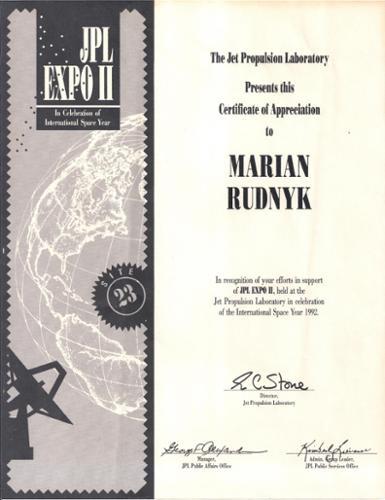 JPL
EXPO II
In Celebration of
International Space Year
SITE
23
The Jet Propulsion Laboratory
Presents this
Certificate of Appreciation
to
MARIAN
RUDNYK
In recognition of your efforts in support
of JPL EXPO II, held at the
Jet Propulsion Laboratory in celebration
of the International Space Year 1992.
E C Stone
Director,
Jet Propulsion Laboratory
Manager,
JPL Public Affairs Office
Admin. Group Leader,
JPL Public Services Office